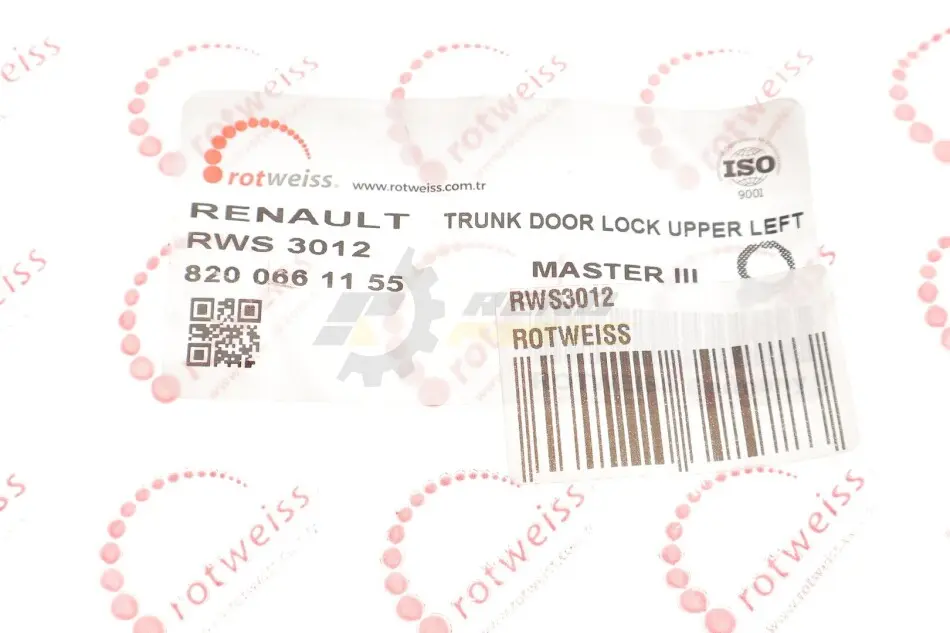 rotweiss
rotweiss
rotweiss
rotweiss
rotweiss. www.rotweiss.com.tr
ISO
9001
RENAULT TRUNK DOOR LOCK UPPER LEFT
RWS 3012
820 066 11 55 MASTER III
RWS3012
ROTWEISS
rotweiss
rotweiss
rotweiss